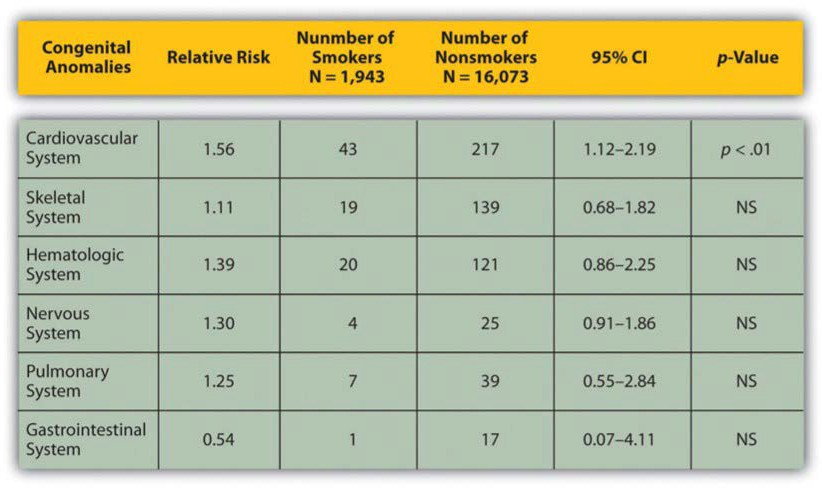 Congenital Anomalies Relative Risk Nunmber of Smokers N = 1,943 Number of Nonsmokers N = 16,073 95% CI p-Value
Cardiovascular System 1.56 43 217 1.12–2.19 p < .01
Skeletal System 1.11 19 139 0.68–1.82 NS
Hematologic System 1.39 20 121 0.86–2.25 NS
Nervous System 1.30 4 25 0.91–1.86 NS
Pulmonary System 1.25 7 39 0.55–2.84 NS
Gastrointestinal System 0.54 1 17 0.07–4.11 NS